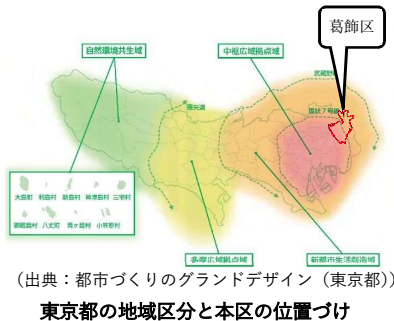 葛飾区
自然環境共生域
中枢広域拠点域
武蔵野線
圏央道
環状7号線
大島町 利島村 新島村 神津島村 三宅村
御蔵島村 八丈町 青ヶ島村 小笠原村
多摩広域拠点域
新都市生活創造域
(出典:都市づくりのグランドデザイン(東京都))
東京都の地域区分と本区の位置づけ